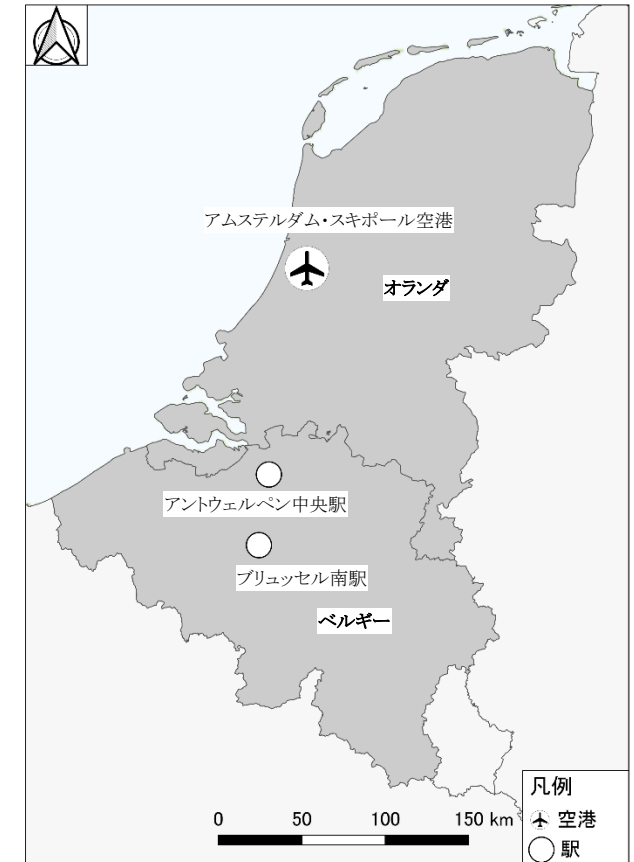 アムステルダム・スキポール空港
オランダ
アントウェルペン中央駅
ブリュッセル南駅
ベルギー
0 50 100 150 km
凡例
空港
駅